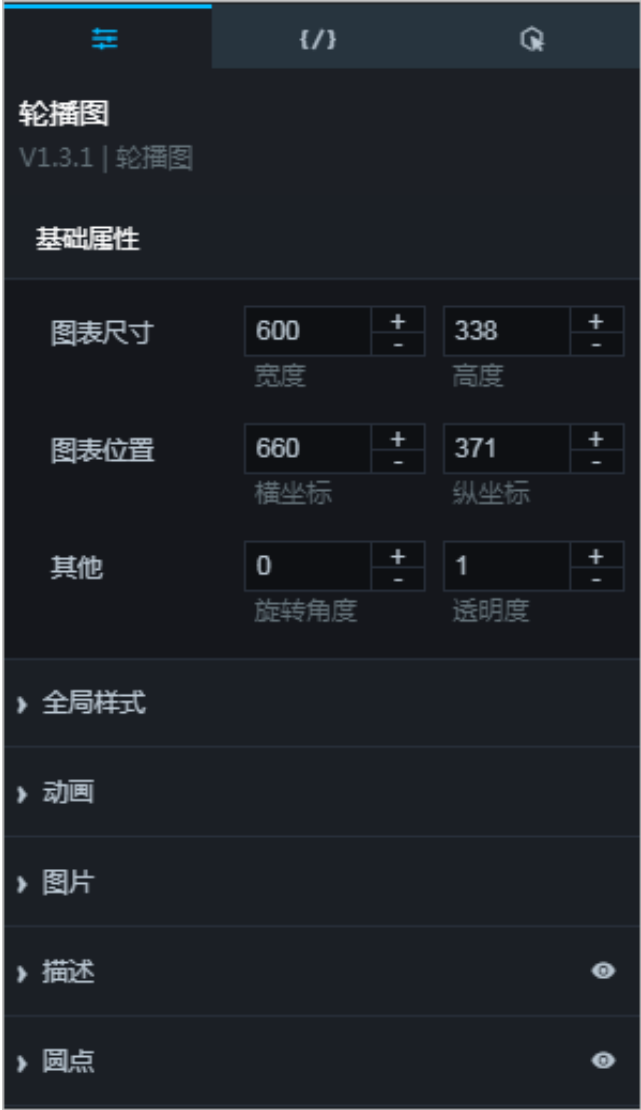 {/}
轮播图
V1.3.1 | 轮播图
基础属性
图表尺寸 600 + - 338 + -
宽度 高度
图表位置 660 + - 371 + -
横坐标 纵坐标
其他 0 + - 1 + -
旋转角度 透明度
全局样式
动画
图片
描述
圆点